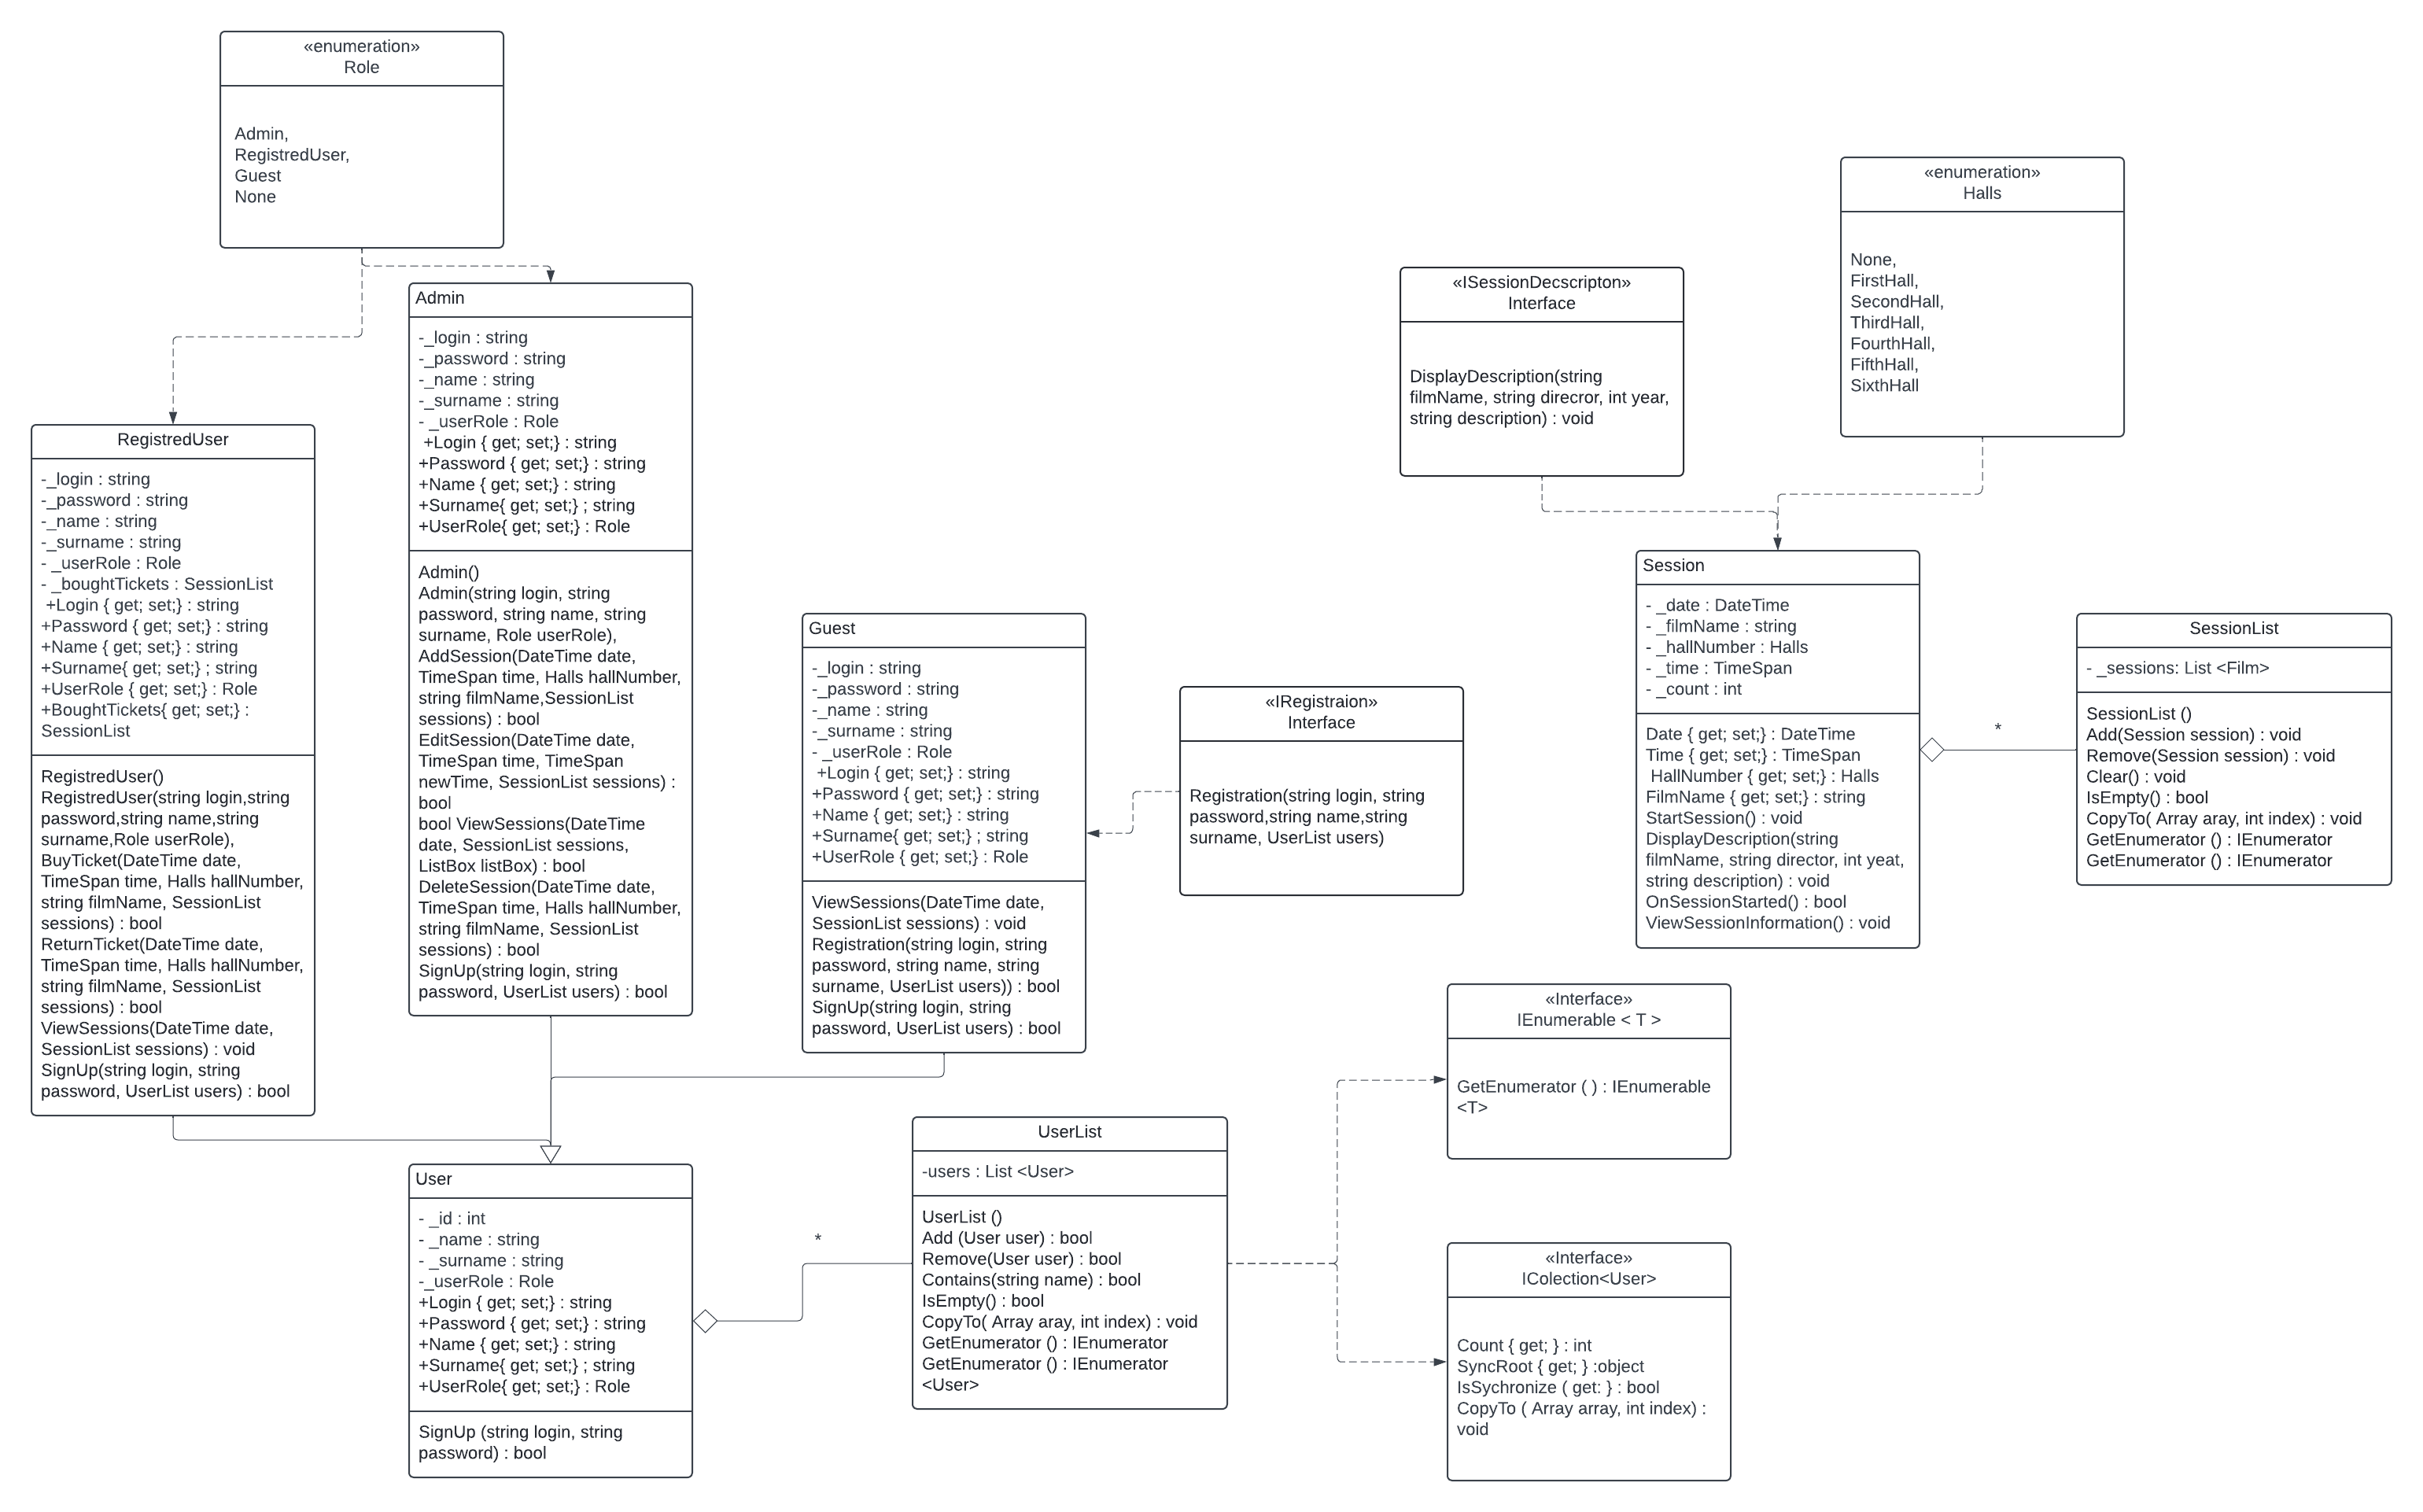 «enumeration»
Role
Admin,
RegistredUser,
Guest
None
Admin
-_login : string
-_password : string
-_name : string
-_surname : string
- _userRole : Role
+Login { get; set;} : string
+Password { get; set;} : string
+Name { get; set;} : string
+Surname{ get; set;} ; string
+UserRole{ get; set;} : Role
Admin()
Admin(string login, string
password, string name, string
surname, Role userRole),
AddSession(DateTime date,
TimeSpan time, Halls hallNumber,
string filmName,SessionList
sessions) : bool
EditSession(DateTime date,
TimeSpan time, TimeSpan
newTime, SessionList sessions) :
bool
bool ViewSessions(DateTime
date, SessionList sessions,
ListBox listBox) : bool
DeleteSession(DateTime date,
TimeSpan time, Halls hallNumber,
string filmName, SessionList
sessions) : bool
SignUp(string login, string
password, UserList users) : bool
RegistredUser
-_login : string
-_password : string
-_name : string
-_surname : string
- _userRole : Role
- _boughtTickets : SessionList
+Login { get; set;} : string
+Password { get; set;} : string
+Name { get; set;} : string
+Surname{ get; set;} ; string
+UserRole { get; set;} : Role
+BoughtTickets{ get; set;} :
SessionList
RegistredUser()
RegistredUser(string login,string
password,string name,string
surname,Role userRole),
BuyTicket(DateTime date,
TimeSpan time, Halls hallNumber,
string filmName, SessionList
sessions) : bool
ReturnTicket(DateTime date,
TimeSpan time, Halls hallNumber,
string filmName, SessionList
sessions) : bool
ViewSessions(DateTime date,
SessionList sessions) : void
SignUp(string login, string
password, UserList users) : bool
Guest
-_login : string
-_password : string
-_name : string
-_surname : string
- _userRole : Role
+Login { get; set;} : string
+Password { get; set;} : string
+Name { get; set;} : string
+Surname{ get; set;} ; string
+UserRole { get; set;} : Role
ViewSessions(DateTime date,
SessionList sessions) : void
Registration(string login, string
password, string name, string
surname, UserList users)) : bool
SignUp(string login, string
password, UserList users) : bool
«IRegistraion»
Interface
Registration(string login, string
password,string name,string
surname, UserList users)
«ISessionDecscripton»
Interface
DisplayDescription(string
filmName, string direcror, int year,
string description) : void
«enumeration»
Halls
None,
FirstHall,
SecondHall,
ThirdHall,
FourthHall,
FifthHall,
SixthHall
Session
- _date : DateTime
- _filmName : string
- _hallNumber : Halls
- _time : TimeSpan
- _count : int
Date { get; set;} : DateTime
Time { get; set;} : TimeSpan
HallNumber { get; set;} : Halls
FilmName { get; set;} : string
StartSession() : void
DisplayDescription(string
filmName, string director, int yeat,
string description) : void
OnSessionStarted() : bool
ViewSessionInformation() : void
*
SessionList
- _sessions: List <Film>
SessionList ()
Add(Session session) : void
Remove(Session session) : void
Clear() : void
IsEmpty() : bool
CopyTo( Array aray, int index) : void
GetEnumerator () : IEnumerator
GetEnumerator () : IEnumerator
User
- _id : int
- _name : string
- _surname : string
-_userRole : Role
+Login { get; set;} : string
+Password { get; set;} : string
+Name { get; set;} : string
+Surname{ get; set;} ; string
+UserRole{ get; set;} : Role
SignUp (string login, string
password) : bool
*
UserList
-users : List <User>
UserList ()
Add (User user) : bool
Remove(User user) : bool
Contains(string name) : bool
IsEmpty() : bool
CopyTo( Array aray, int index) : void
GetEnumerator () : IEnumerator
GetEnumerator () : IEnumerator
<User>
«Interface»
IEnumerable < T >
GetEnumerator ( ) : IEnumerable
<T>
«Interface»
IColection<User>
Count { get; } : int
SyncRoot { get; } :object
IsSychronize ( get: } : bool
CopyTo ( Array array, int index) :
void